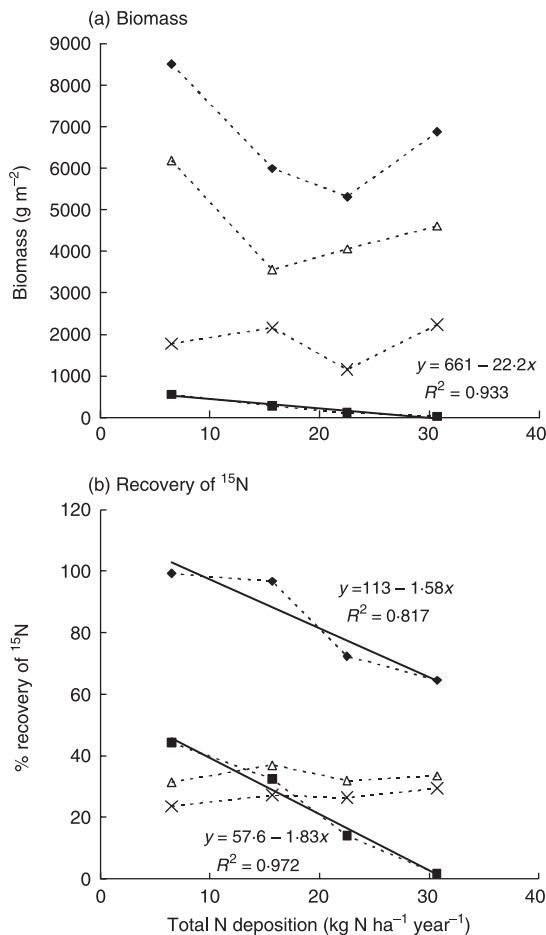 (a) Biomass
9000
8000
7000
6000
5000
4000
3000
2000
1000
0
Biomass (g m⁻²)
y = 661 – 22·2x
R² = 0·933
0 10 20 30 40
(b) Recovery of ¹⁵N
120
100
80
60
40
20
0
% recovery of ¹⁵N
y =113 – 1·58x
R² = 0·817
y = 57·6 – 1·83x
R² = 0·972
0 10 20 30 40
Total N deposition (kg N ha⁻¹ year⁻¹)